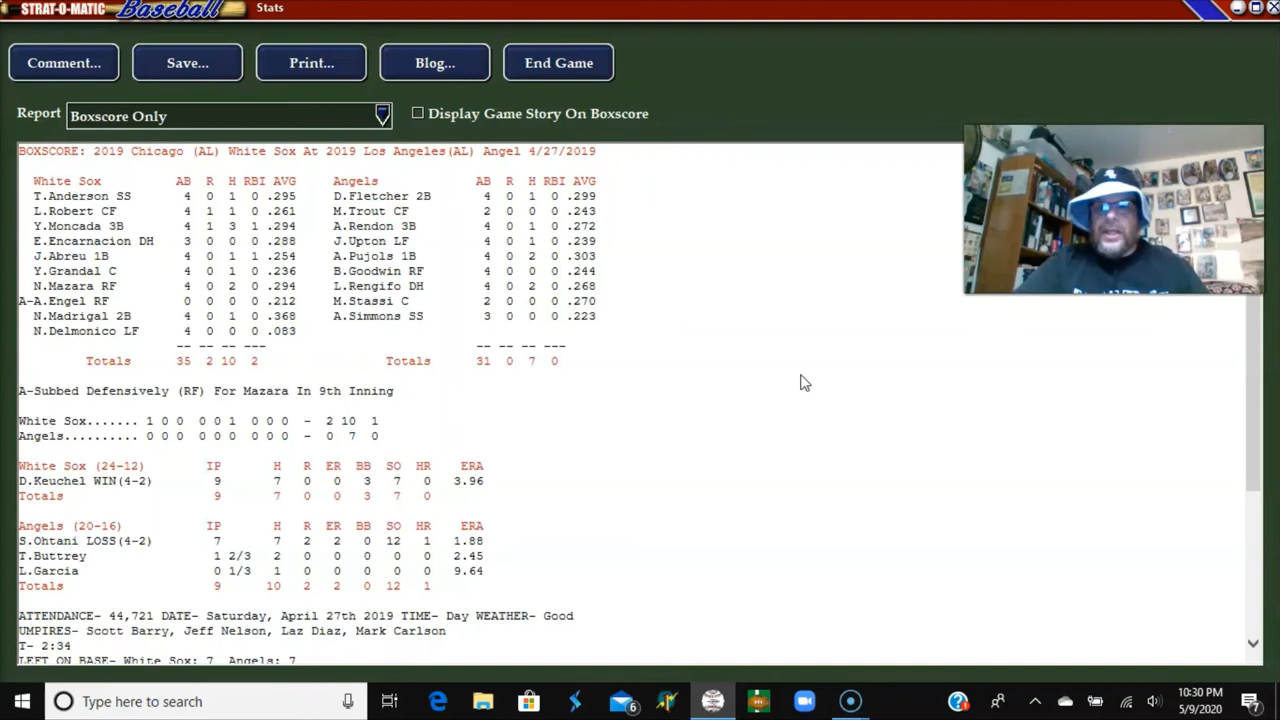 STRAT-O-MATIC Baseball Stats
Comment... Save... Print... Blog... End Game
Report Boxscore Only Display Game Story On Boxscore
BOXSCORE: 2019 Chicago (AL) White Sox At 2019 Los Angeles(AL) Angel 4/27/2019
White Sox AB R H RBI AVG Angels AB R H RBI AVG
T.Anderson SS 4 0 1 0 .295 D.Fletcher 2B 4 0 1 0 .299
L.Robert CF 4 1 1 0 .261 M.Trout CF 2 0 0 0 .243
Y.Moncada 3B 4 1 3 1 .294 A.Rendon 3B 4 0 1 0 .272
E.Encarnacion DH 3 0 0 0 .288 J.Upton LF 4 0 1 0 .239
J.Abreu 1B 4 0 1 1 .254 A.Pujols 1B 4 0 2 0 .303
Y.Grandal C 4 0 1 0 .236 B.Goodwin RF 4 0 0 0 .244
N.Mazara RF 4 0 2 0 .294 L.Rengifo DH 4 0 2 0 .268
A-A.Engel RF 0 0 0 0 .212 M.Stassi C 2 0 0 0 .270
N.Madrigal 2B 4 0 1 0 .368 A.Simmons SS 3 0 0 0 .223
N.Delmonico LF 4 0 0 0 .083
-- -- -- --- -- -- -- ---
Totals 35 2 10 2 Totals 31 0 7 0
A-Subbed Defensively (RF) For Mazara In 9th Inning
White Sox....... 1 0 0 0 0 1 0 0 0 - 2 10 1
Angels.......... 0 0 0 0 0 0 0 0 0 - 0 7 0
White Sox (24-12) IP H R ER BB SO HR ERA
D.Keuchel WIN(4-2) 9 7 0 0 3 7 0 3.96
Totals 9 7 0 0 3 7 0
Angels (20-16) IP H R ER BB SO HR ERA
S.Ohtani LOSS(4-2) 7 7 2 2 0 12 1 1.88
T.Buttrey 1 2/3 2 0 0 0 0 0 2.45
L.Garcia 0 1/3 1 0 0 0 0 0 9.64
Totals 9 10 2 2 0 12 1
ATTENDANCE- 44,721 DATE- Saturday, April 27th 2019 TIME- Day WEATHER- Good
UMPIRES- Scott Barry, Jeff Nelson, Laz Diaz, Mark Carlson
T- 2:34
LEFT ON BASE- White Sox: 7 Angels: 7
Type here to search 6 10:30 PM
5/9/2020 7